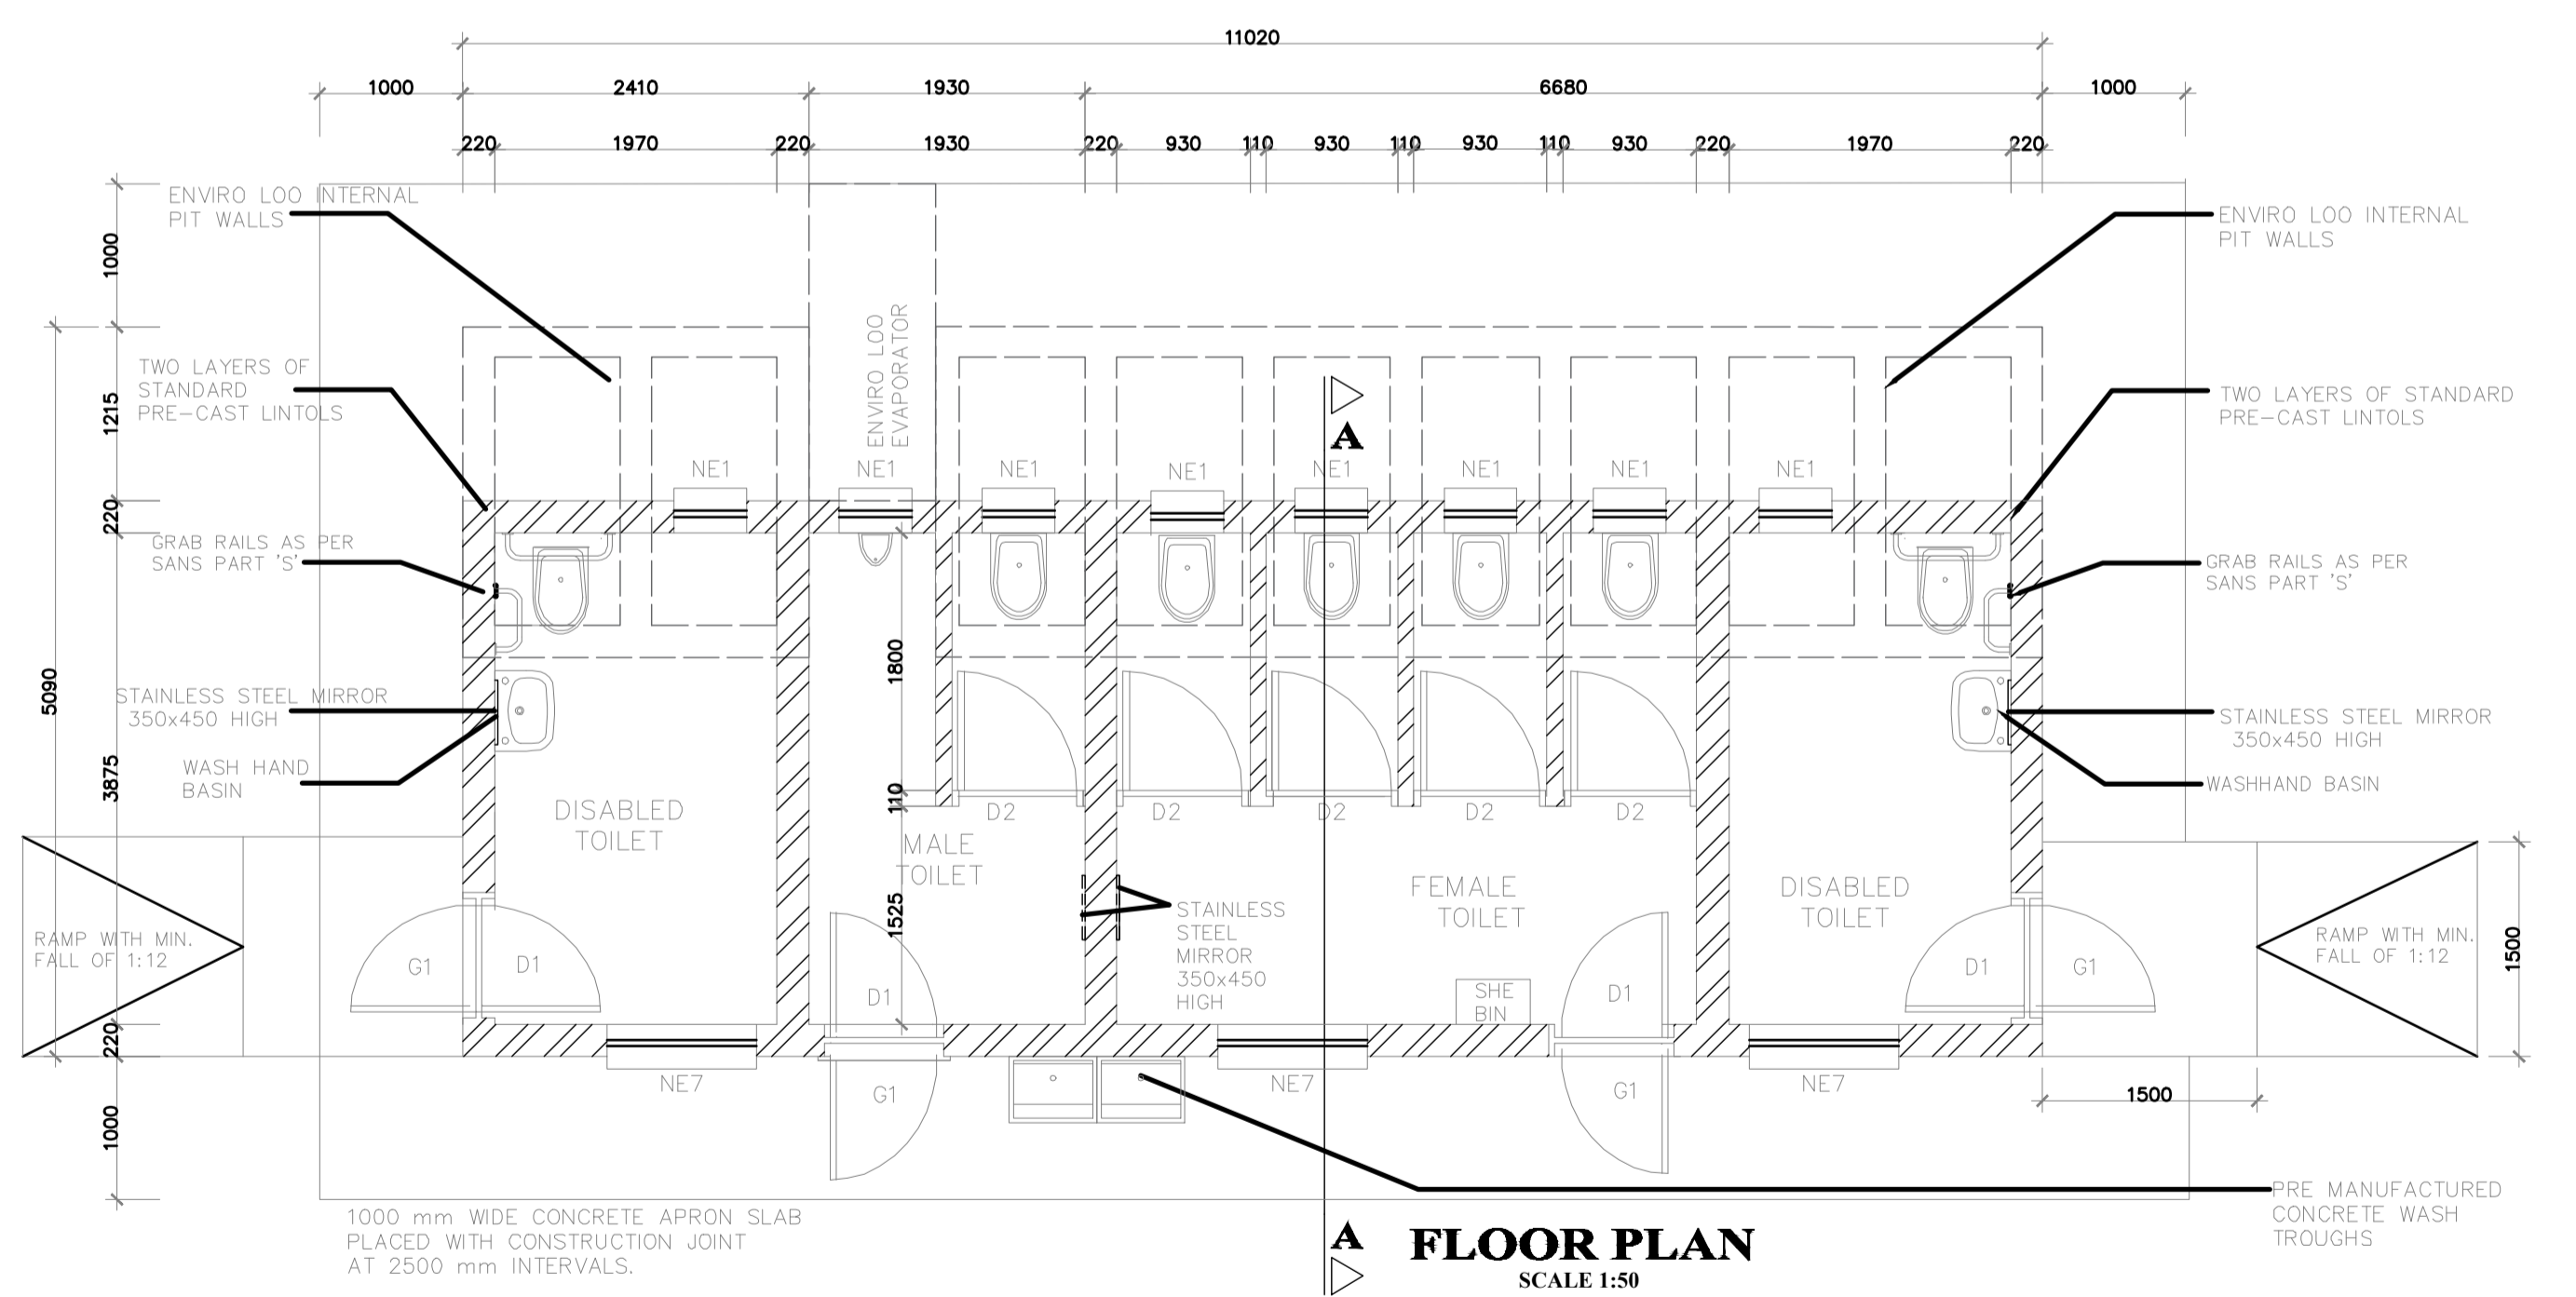 11020
1000 2410 1930 6680 1000
220 1970 220 1930 220 930 110 930 110 930 110 930 220 1970 220
ENVIRO LOO INTERNAL
PIT WALLS
ENVIRO LOO INTERNAL
PIT WALLS
1000
ENVIRO LOO
EVAPORATOR
TWO LAYERS OF
STANDARD
PRE-CAST LINTOLS
TWO LAYERS OF STANDARD
PRE-CAST LINTOLS
1215
A
NE1 NE1 NE1 NE1 NE1 NE1 NE1 NE1
220
GRAB RAILS AS PER
SANS PART 'S'
GRAB RAILS AS PER
SANS PART 'S'
5090
1800
STAINLESS STEEL MIRROR
350x450 HIGH
STAINLESS STEEL MIRROR
350x450 HIGH
3875
WASH HAND
BASIN
WASHHAND BASIN
110
D2 D2 D2 D2 D2
DISABLED
TOILET
MALE
TOILET
FEMALE
TOILET
DISABLED
TOILET
1525
STAINLESS
STEEL
MIRROR
350x450
HIGH
RAMP WITH MIN.
FALL OF 1:12
RAMP WITH MIN.
FALL OF 1:12
1500
G1 D1 D1 D1 D1 G1
SHE
BIN
220
NE7 NE7 NE7
G1 G1
1500
1000
PRE MANUFACTURED
CONCRETE WASH
TROUGHS
1000 mm WIDE CONCRETE APRON SLAB
PLACED WITH CONSTRUCTION JOINT
AT 2500 mm INTERVALS.
A
FLOOR PLAN
SCALE 1:50